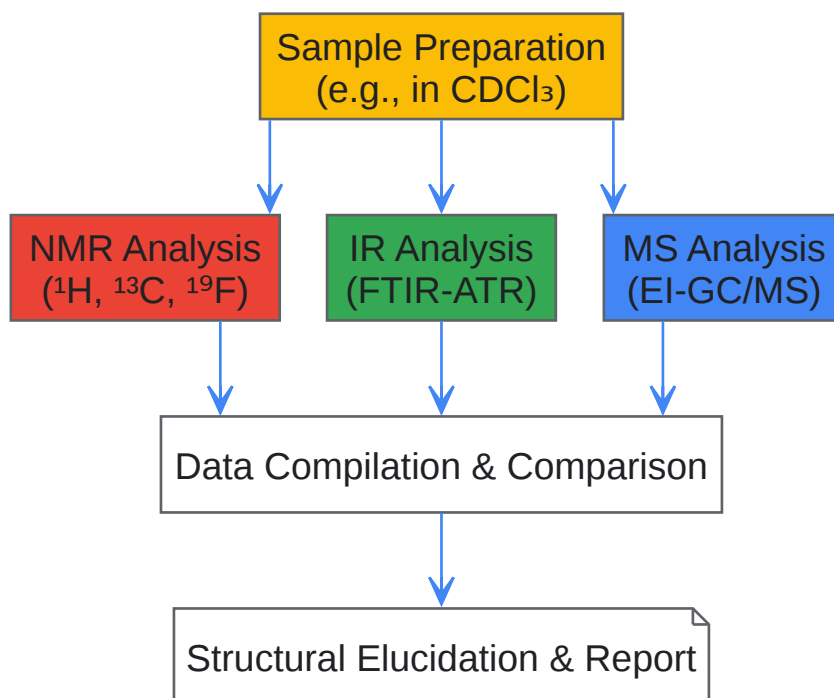 Sample Preparation
(e.g., in CDCl₃)
NMR Analysis
(¹H, ¹³C, ¹⁹F)
IR Analysis
(FTIR-ATR)
MS Analysis
(EI-GC/MS)
Data Compilation & Comparison
Structural Elucidation & Report